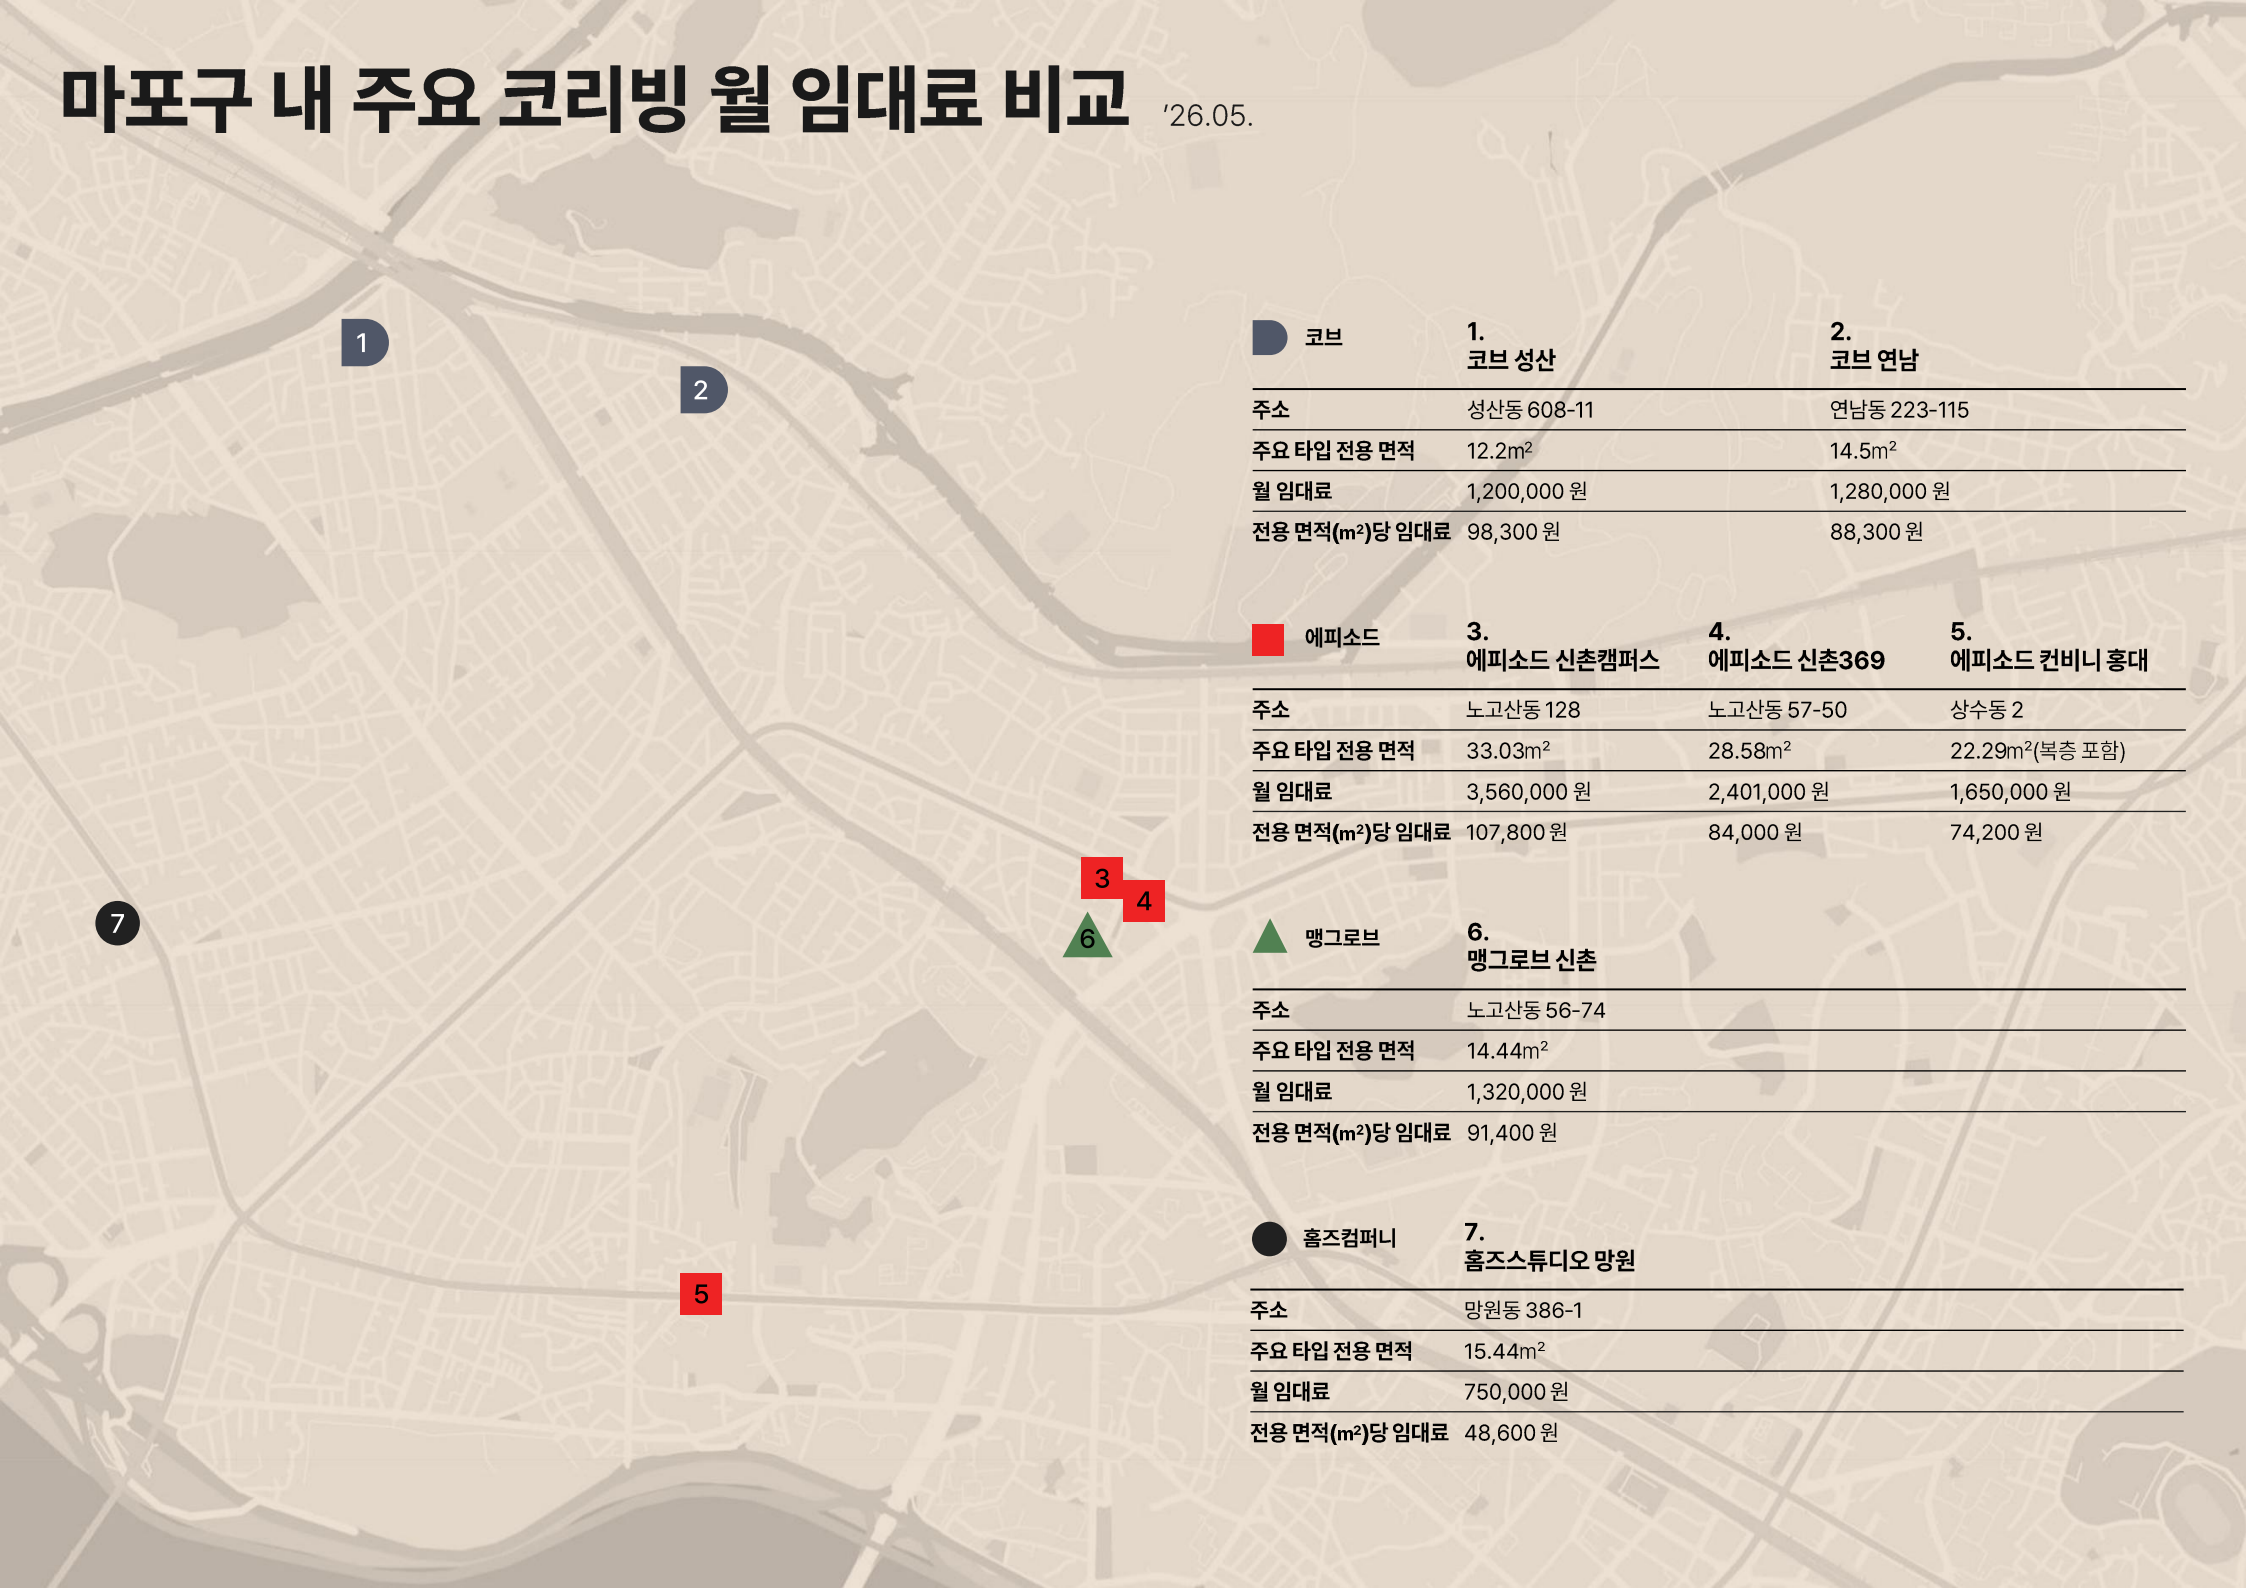 마포구 내 주요 코리빙 월 임대료 비교 '26.05.
1
2
3
4
6
7
5
코브 1. 2.
코브 성산 코브 연남
주소 성산동 608-11 연남동 223-115
주요 타입 전용 면적 12.2m² 14.5m²
월 임대료 1,200,000 원 1,280,000 원
전용 면적(m²)당 임대료 98,300 원 88,300 원
에피소드 3. 4. 5.
에피소드 신촌캠퍼스 에피소드 신촌369 에피소드 컨비니 홍대
주소 노고산동 128 노고산동 57-50 상수동 2
주요 타입 전용 면적 33.03m² 28.58m² 22.29m²(복층 포함)
월 임대료 3,560,000 원 2,401,000 원 1,650,000 원
전용 면적(m²)당 임대료 107,800 원 84,000 원 74,200 원
맹그로브 6.
맹그로브 신촌
주소 노고산동 56-74
주요 타입 전용 면적 14.44m²
월 임대료 1,320,000 원
전용 면적(m²)당 임대료 91,400 원
홈즈컴퍼니 7.
홈즈스튜디오 망원
주소 망원동 386-1
주요 타입 전용 면적 15.44m²
월 임대료 750,000 원
전용 면적(m²)당 임대료 48,600 원